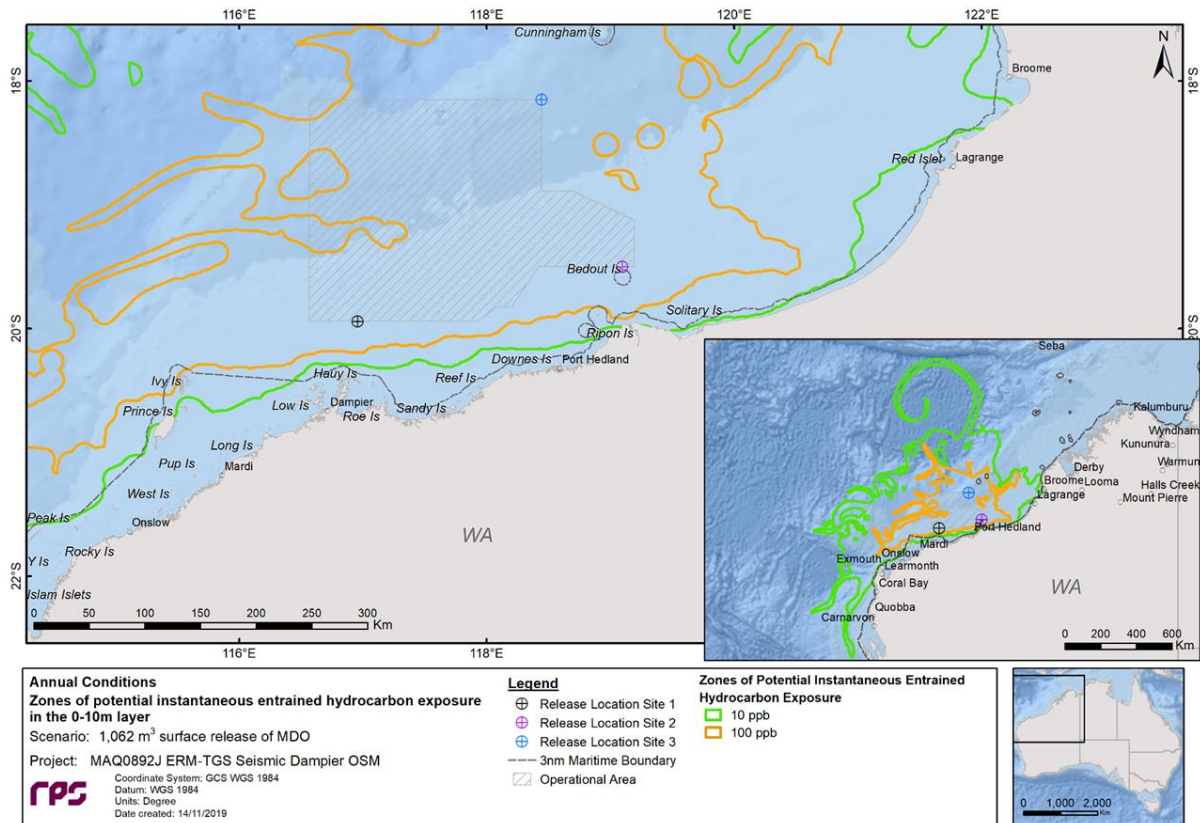 116°E
118°E
120°E
122°E
Cunningham Is
N
18°S
18°S
Broome
Red Islet
Lagrange
Bedout Is
Solitary Is
20°S
20°S
Ripon Is
Downes Is
Port Hedland
Ivy Is
Hauy Is
Reef Is
Prince Is
Low Is
Dampier
Roe Is
Sandy Is
Long Is
Pup Is
Mardi
West Is
Peak Is
Onslow
WA
Y Is
Rocky Is
22°S
Islam Islets
0 50 100 150 200 250 300
Km
116°E
118°E
Seba
Kalumburu
Wyndham
Kununurra
Warmun
Derby
Broome
Looma
Halls Creek
Lagrange
Mount Pierre
Port Hedland
Mardi
Exmouth
Onslow
Learmonth
Coral Bay
WA
Quobba
Carnarvon
0 200 400 600
Km
Annual Conditions
Zones of potential instantaneous entrained hydrocarbon exposure
in the 0-10m layer
Scenario: 1,062 m³ surface release of MDO
Project: MAQ0892J ERM-TGS Seismic Dampier OSM
rps
Coordinate System: GCS WGS 1984
Datum: WGS 1984
Units: Degree
Date created: 14/11/2019
Legend
Release Location Site 1
Release Location Site 2
Release Location Site 3
3nm Maritime Boundary
Operational Area
Zones of Potential Instantaneous Entrained
Hydrocarbon Exposure
10 ppb
100 ppb
0 1,000 2,000
Km